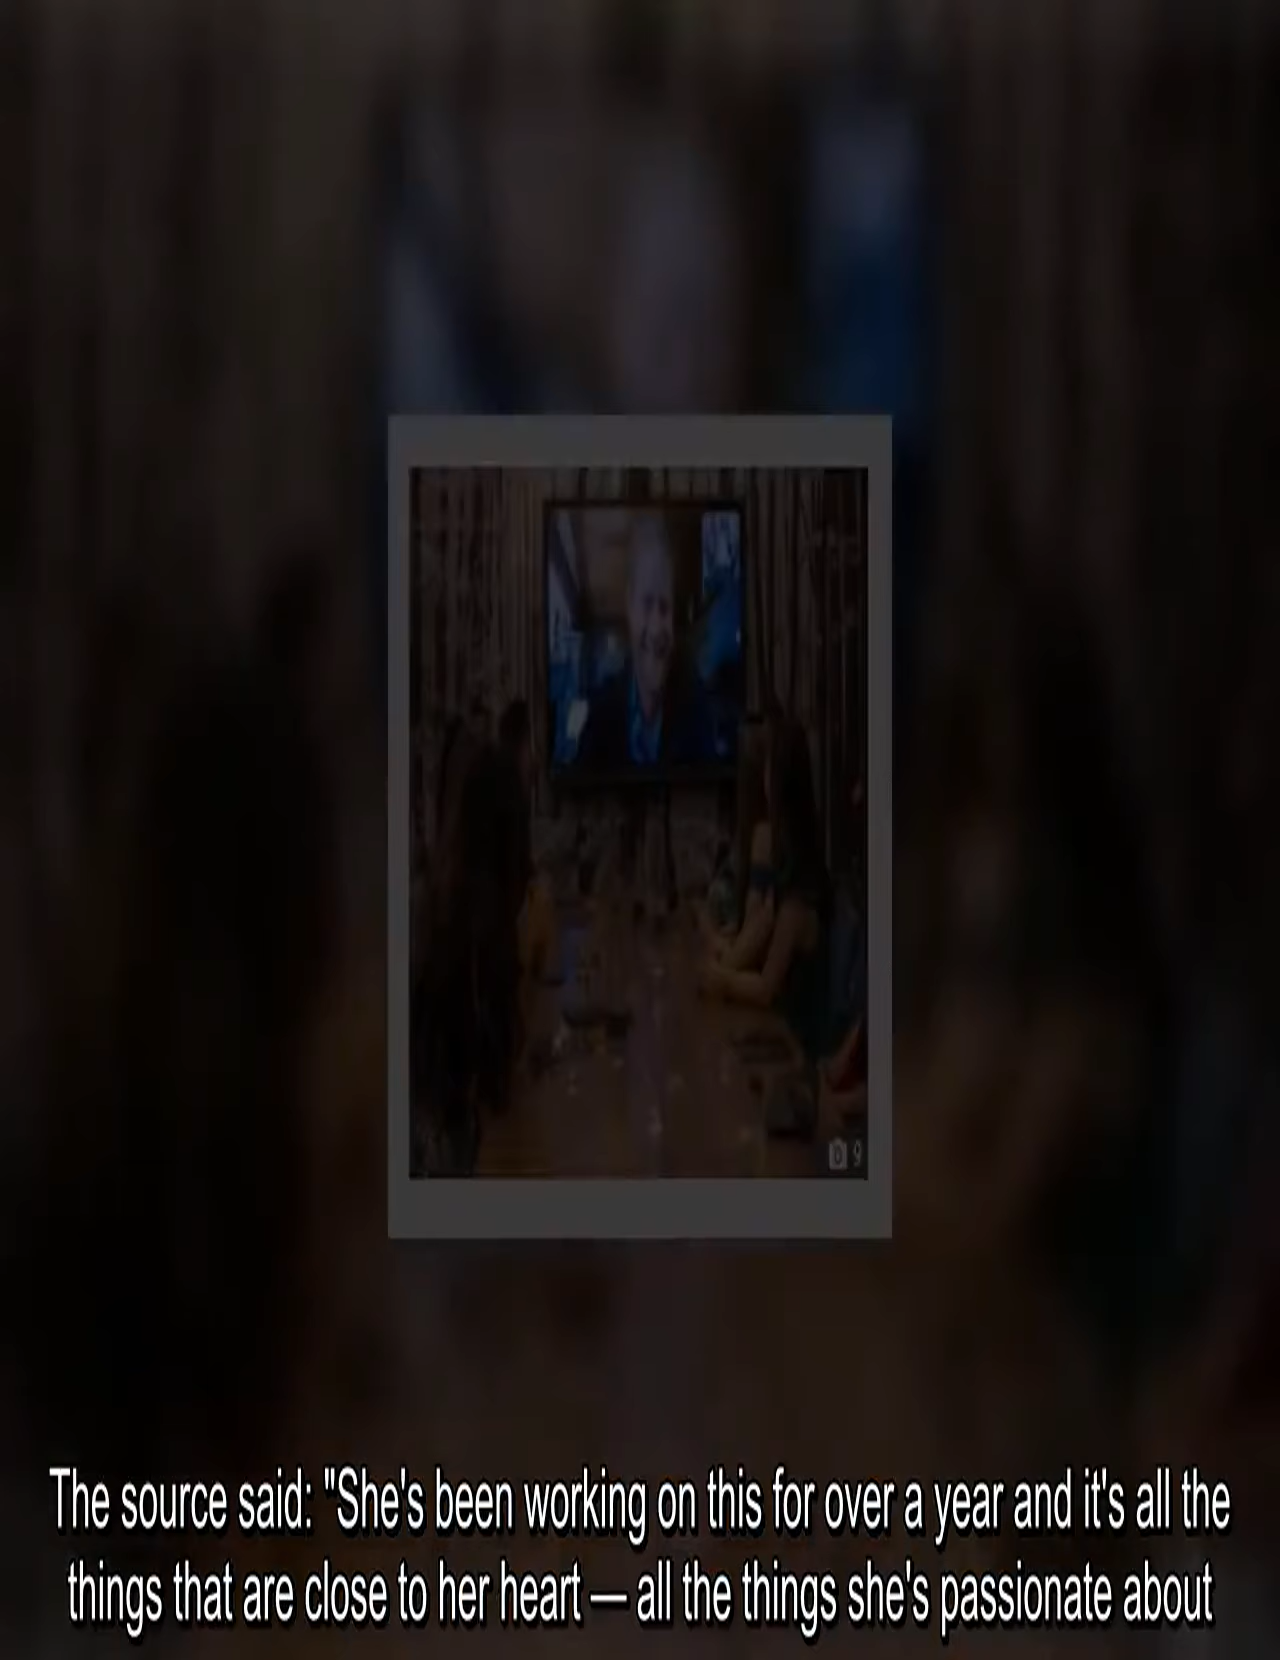 9
The source said: "She's been working on this for over a year and it's all the
things that are close to her heart — all the things she's passionate about